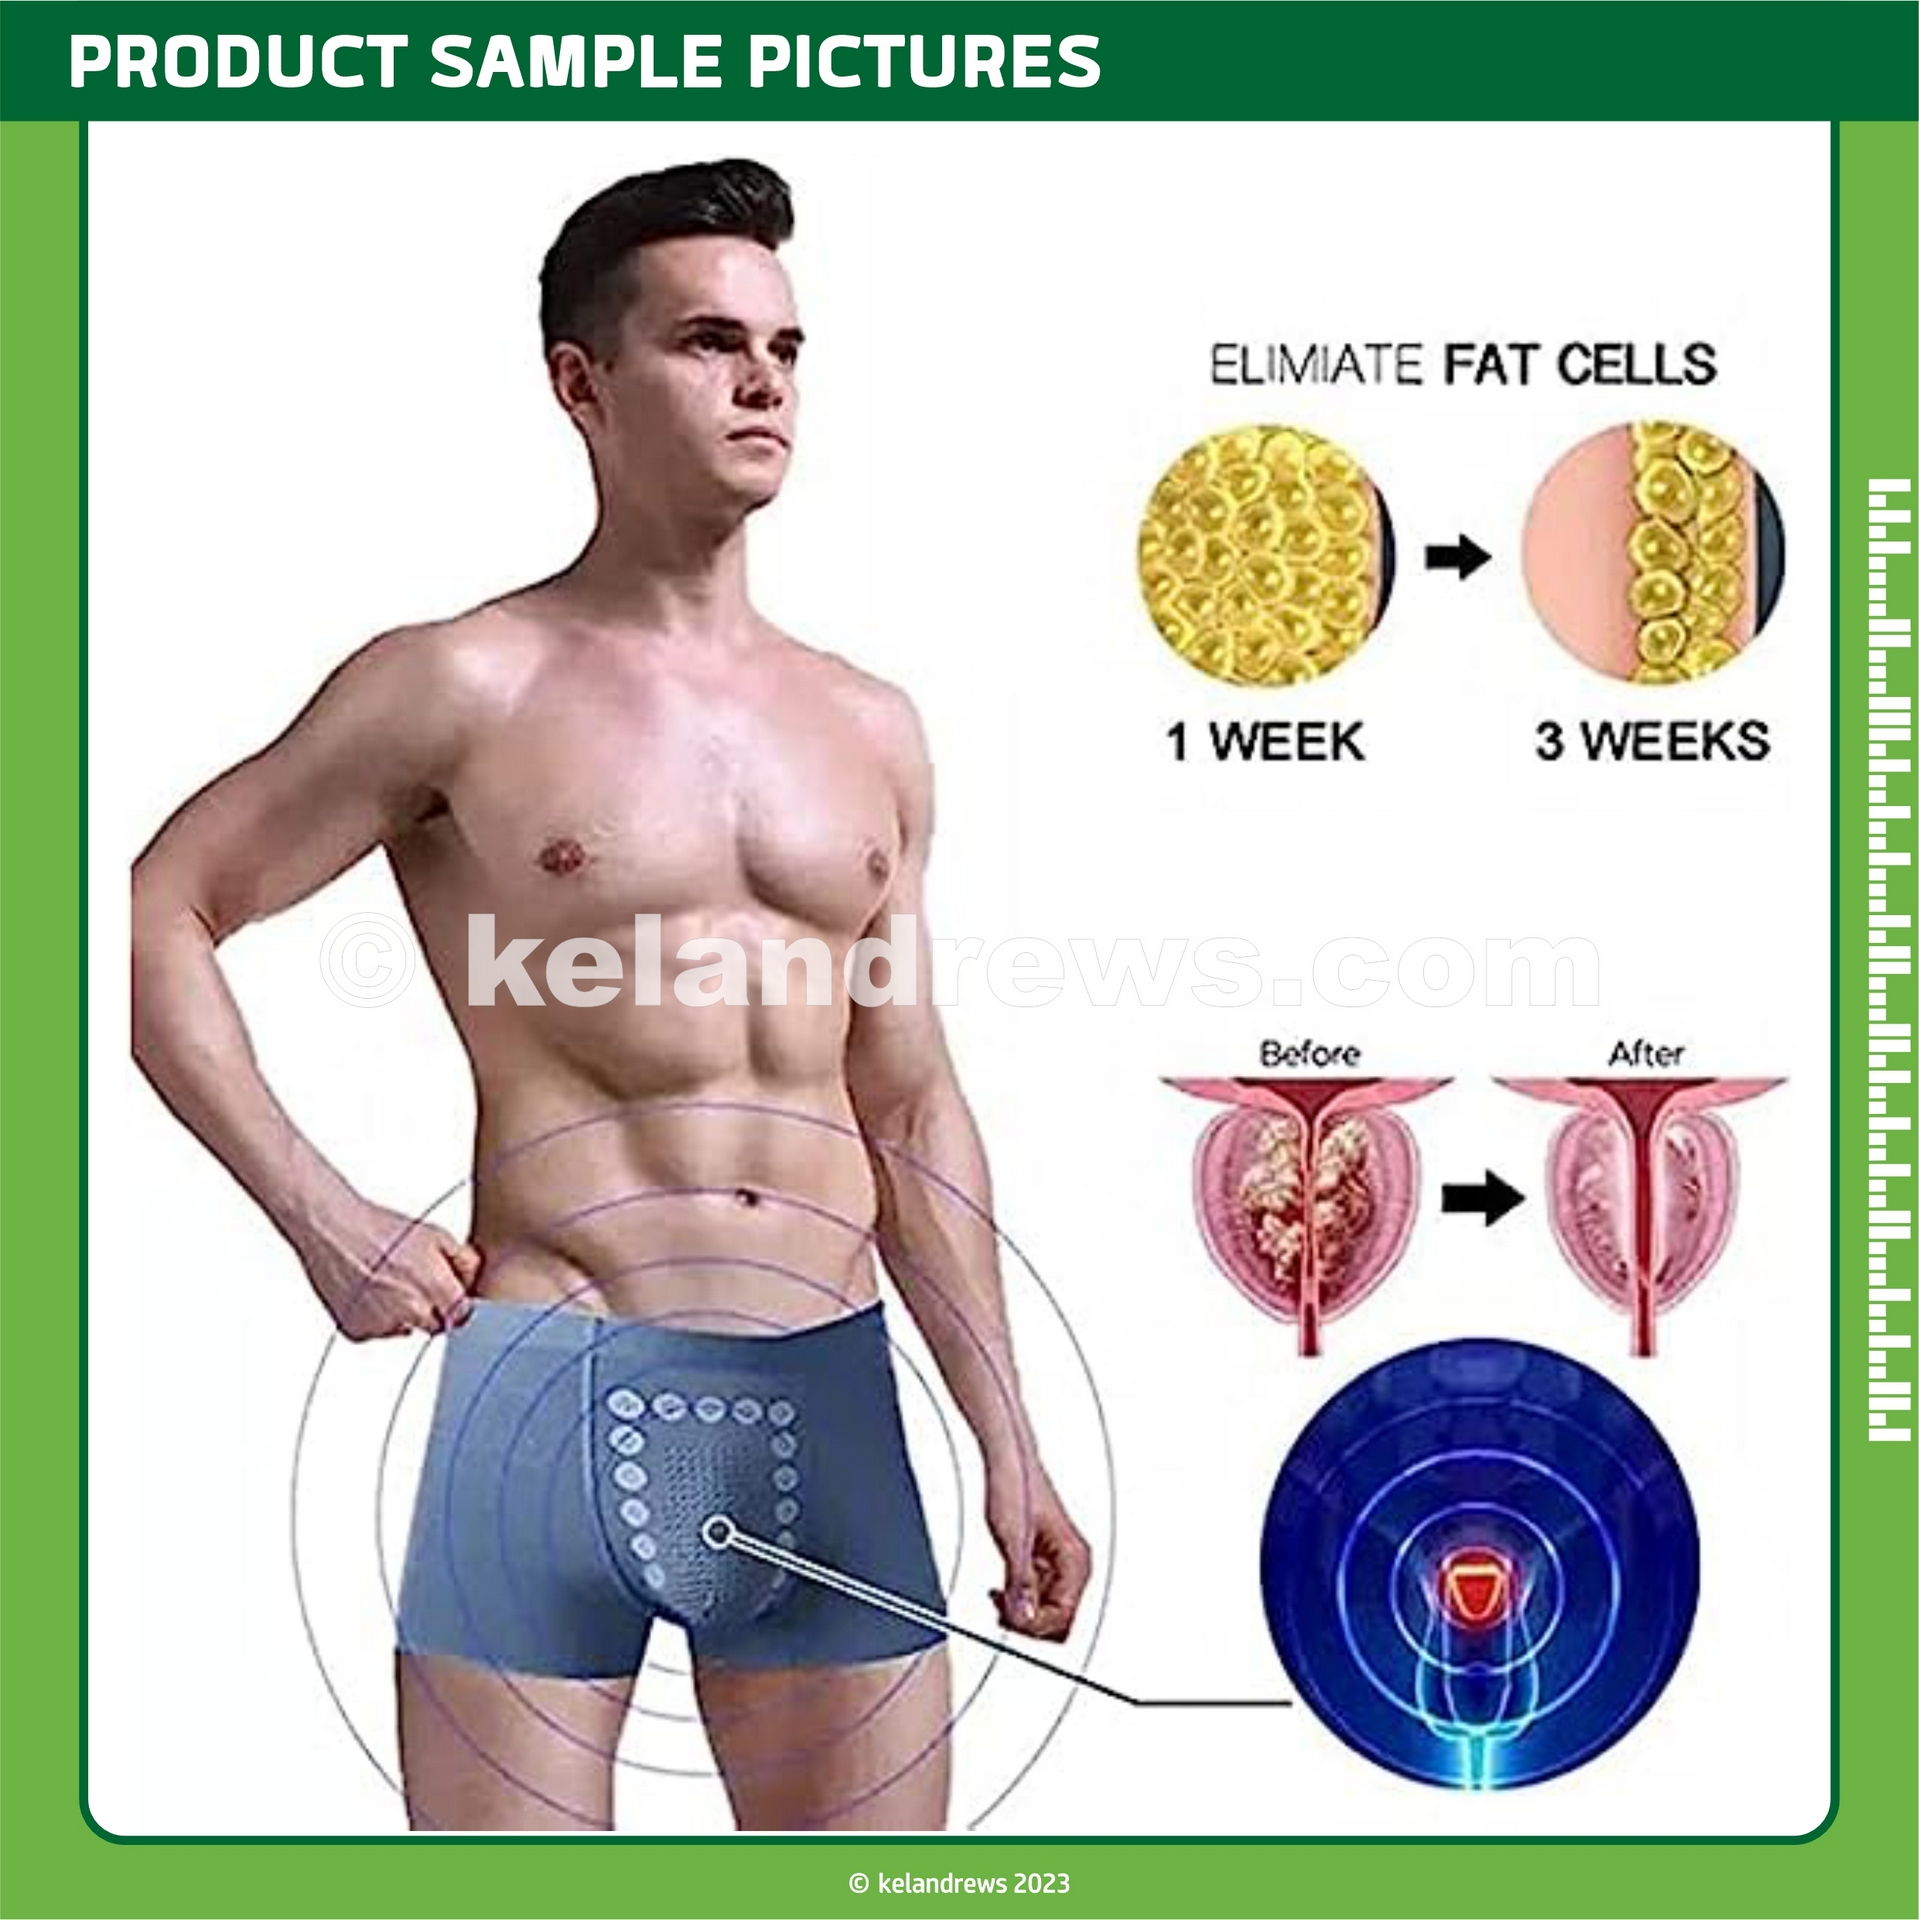 PRODUCT SAMPLE PICTURES
ELIMIATE FAT CELLS
1 WEEK
3 WEEKS
© kelandrews.com
Before
After
© kelandrews 2023